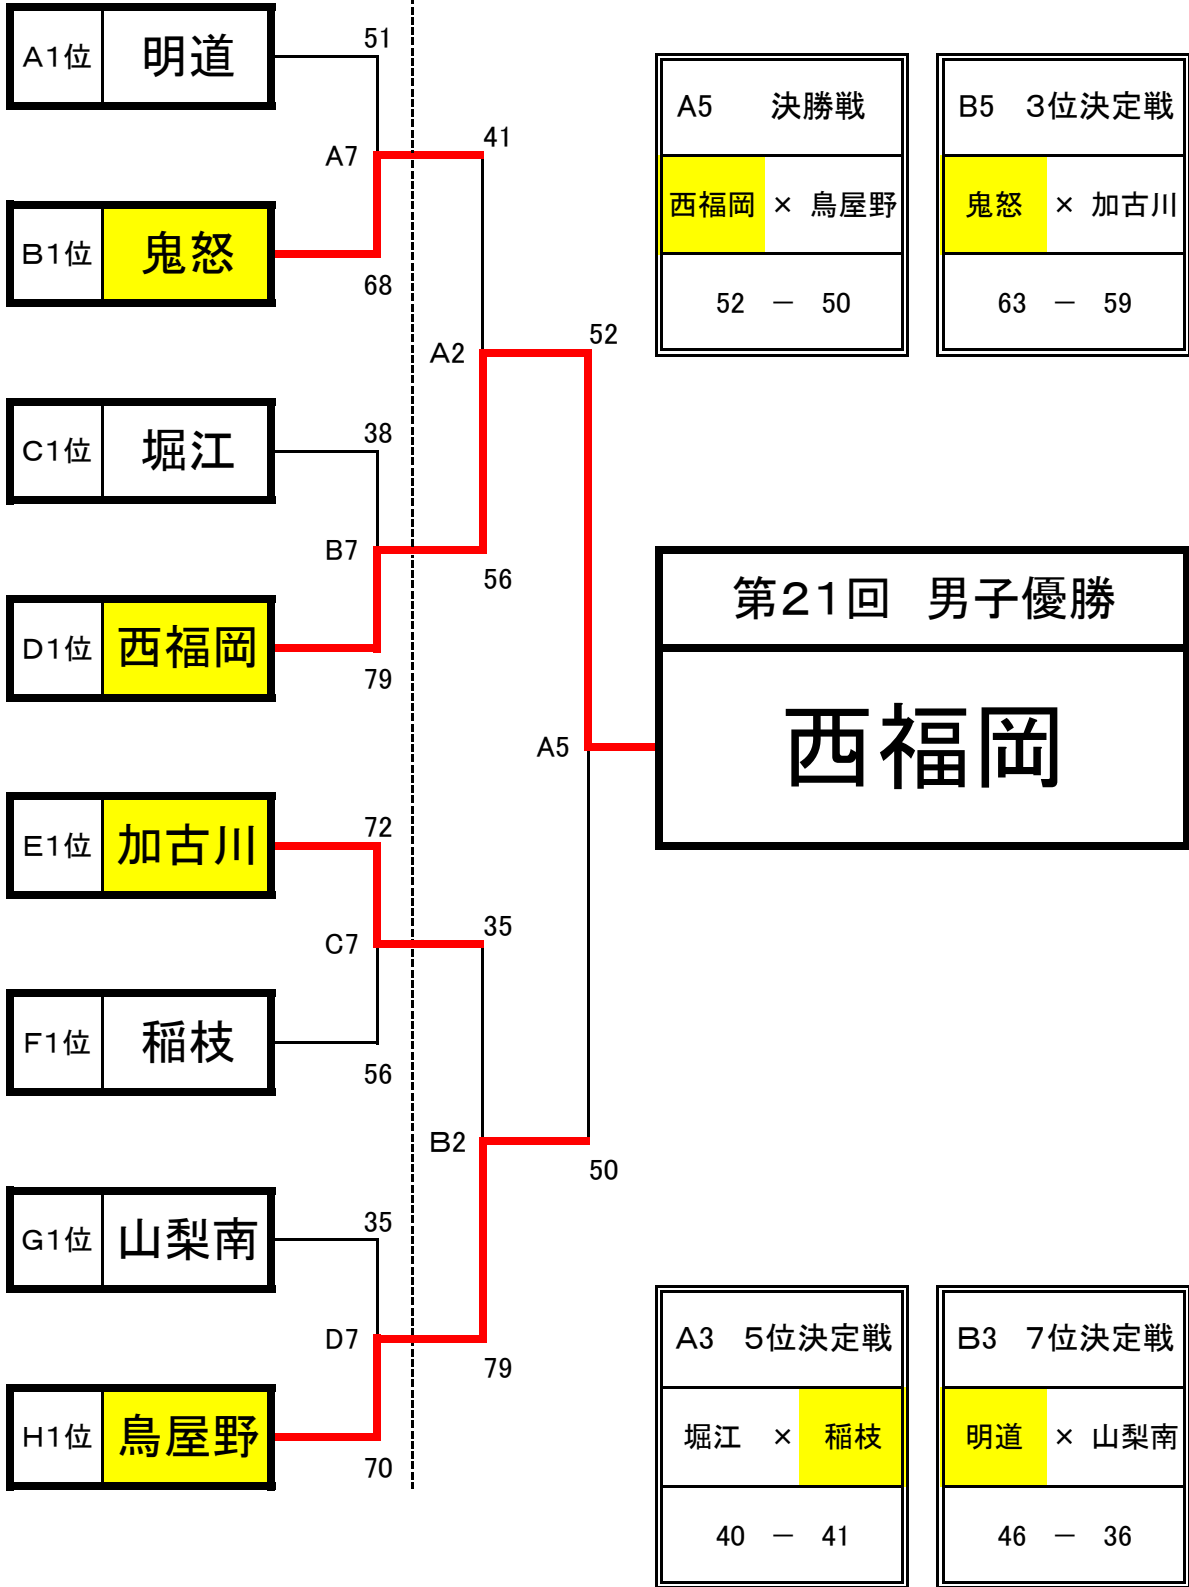 A1位 明道
51
A7
41
B1位 鬼怒
68
A2
52
C1位 堀江
38
B7
56
D1位 西福岡
79
A5
E1位 加古川
72
C7
35
F1位 稲枝
56
B2
50
G1位 山梨南
35
D7
79
H1位 鳥屋野
70
A5 決勝戦
西福岡 × 鳥屋野
52 － 50
B5 3位決定戦
鬼怒 × 加古川
63 － 59
第21回 男子優勝
西福岡
A3 5位決定戦
堀江 × 稲枝
40 － 41
B3 7位決定戦
明道 × 山梨南
46 － 36